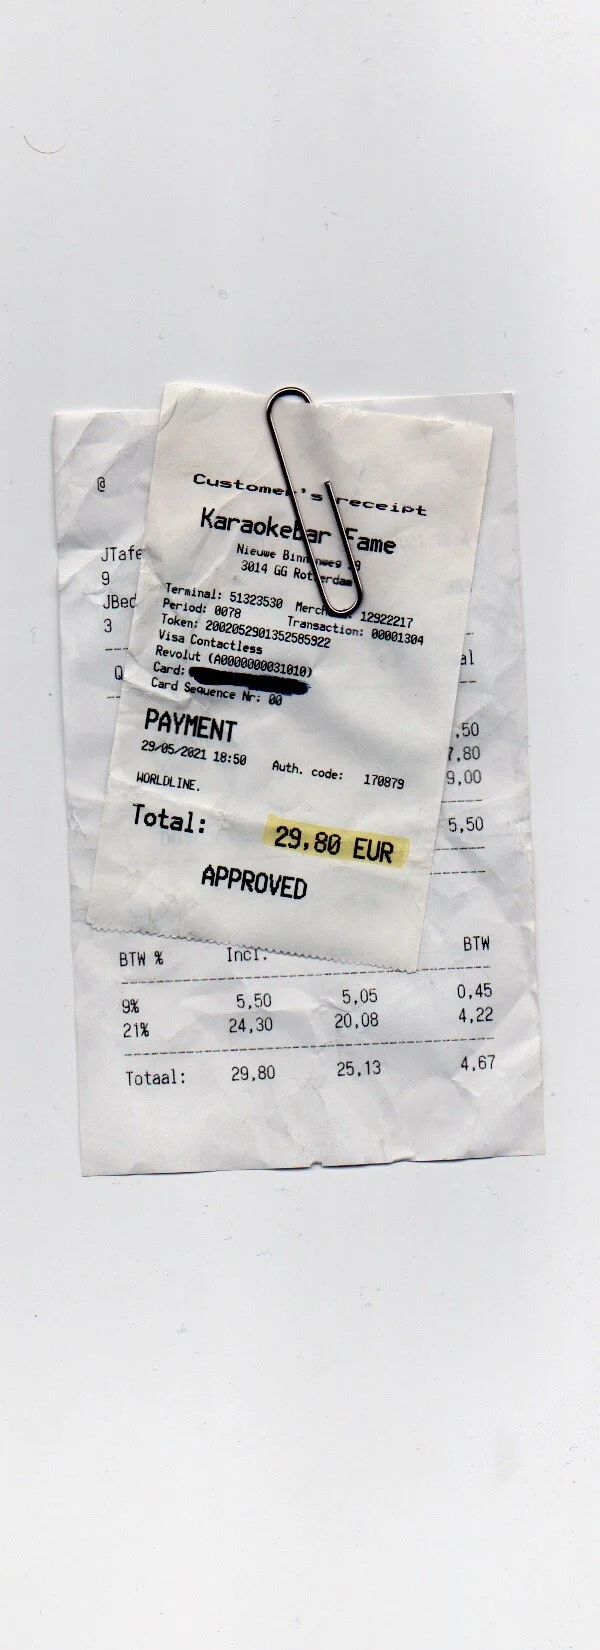 Customer's receipt
KaraokeBar Fame
Nieuwe Binnenweg
3014 GG Rotterdam
Terminal: 51323530 Merchant: 12922217
Period: 0078 Transaction: 00001304
Token: 2002052901352585922
Visa Contactless
Revolut (A0000000031010)
Card:
Card Sequence Nr: 00
PAYMENT
29/05/2021 18:50 Auth. code: 170879
WORLDLINE.
Total: 29,80 EUR
APPROVED
@
JTafe
9
JBed
3
Q al
,50
7,80
9,00
5,50
BTW % Incl. BTW
9% 5,50 5,05 0,45
21% 24,30 20,08 4,22
Totaal: 29,80 25,13 4,67